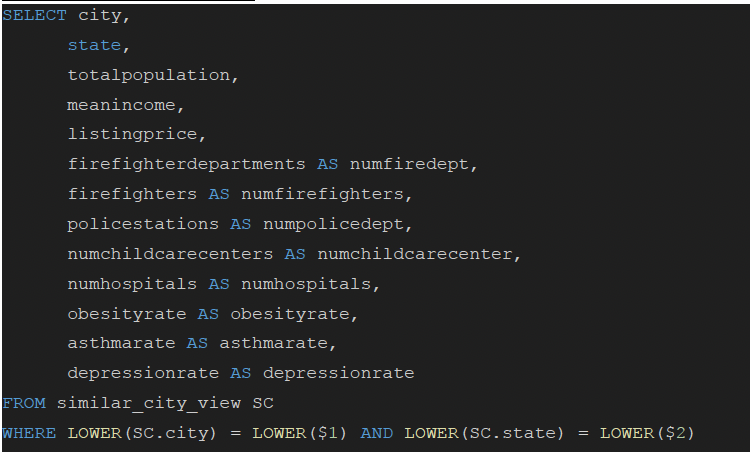 SELECT city,
state,
totalpopulation,
meanincome,
listingprice,
firefighterdepartments AS numfiredept,
firefighters AS numfirefighters,
policestations AS numpolicedept,
numchildcarecenters AS numchildcarecenter,
numhospitals AS numhospitals,
obesityrate AS obesityrate,
asthmarate AS asthmarate,
depressionrate AS depressionrate
FROM similar_city_view SC
WHERE LOWER(SC.city) = LOWER($1) AND LOWER(SC.state) = LOWER($2)